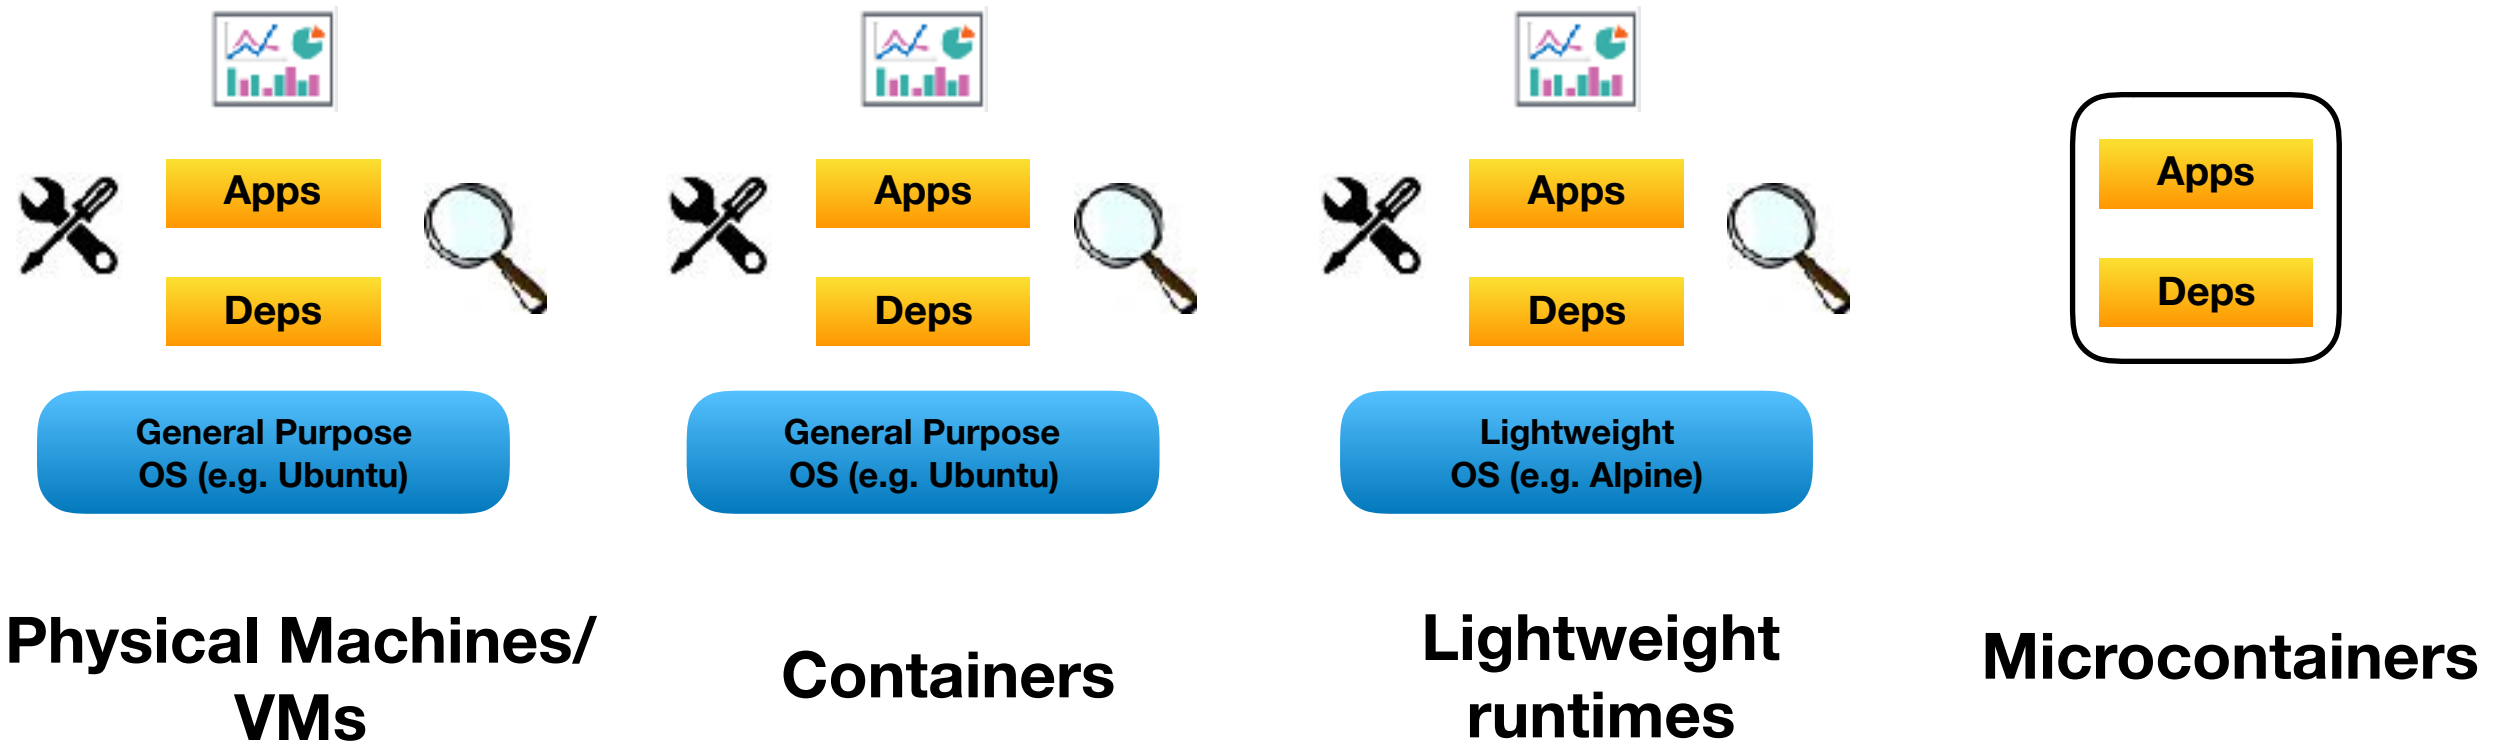 Apps
Deps
General Purpose
OS (e.g. Ubuntu)
Physical Machines/
VMs
Apps
Deps
General Purpose
OS (e.g. Ubuntu)
Containers
Apps
Deps
Lightweight
OS (e.g. Alpine)
Lightweight
runtimes
Apps
Deps
Microcontainers